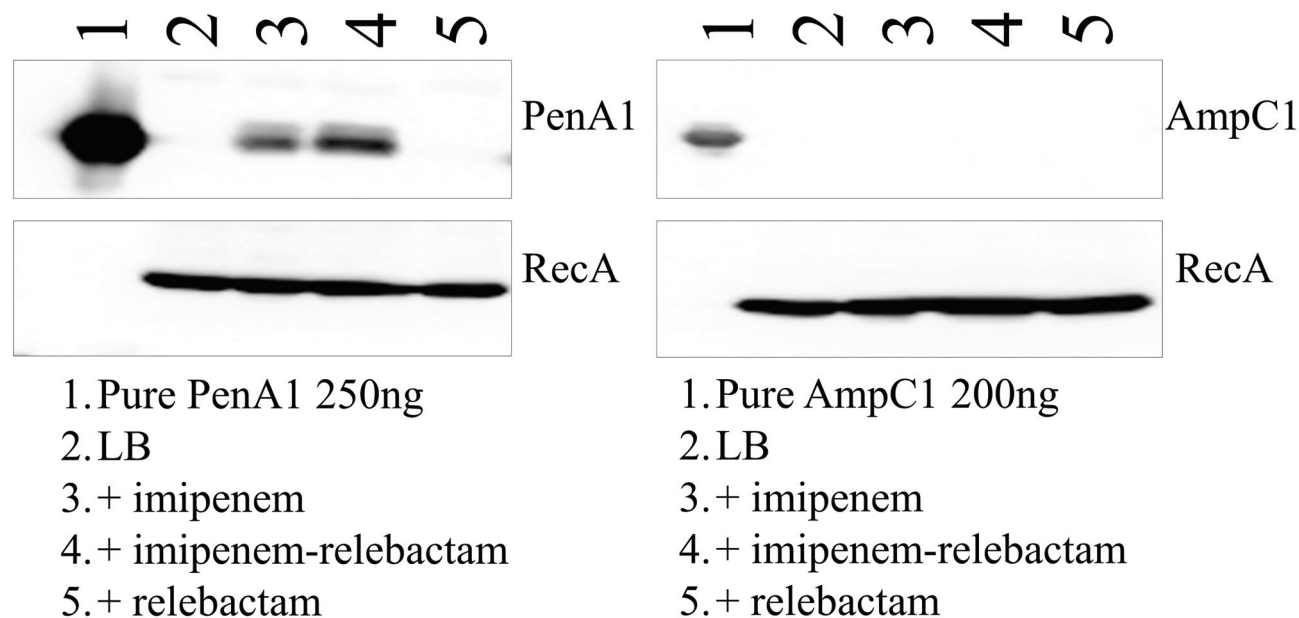 1 2 3 4 5
PenA1
RecA
1. Pure PenA1 250ng
2. LB
3. + imipenem
4. + imipenem-relebactam
5. + relebactam
1 2 3 4 5
AmpC1
RecA
1. Pure AmpC1 200ng
2. LB
3. + imipenem
4. + imipenem-relebactam
5. + relebactam